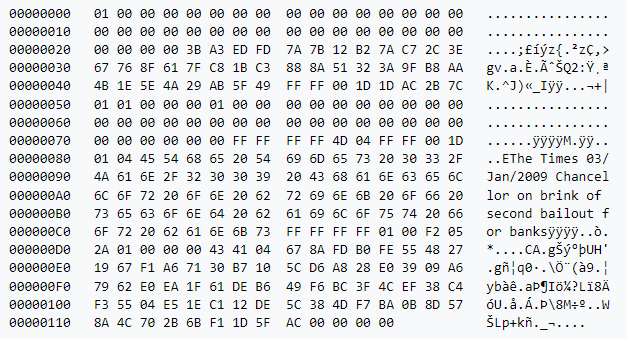 00000000 01 00 00 00 00 00 00 00 00 00 00 00 00 00 00 00 ................
00000010 00 00 00 00 00 00 00 00 00 00 00 00 00 00 00 00 ................
00000020 00 00 00 00 3B A3 ED FD 7A 7B 12 B2 7A C7 2C 3E ....;£íýz{.²zÇ,>
00000030 67 76 8F 61 7F C8 1B C3 88 8A 51 32 3A 9F B8 AA gv.a.È.ÃˆŠQ2:Ÿ¸ª
00000040 4B 1E 5E 4A 29 AB 5F 49 FF FF 00 1D 1D AC 2B 7C K.^J)«_Iÿÿ...¬+|
00000050 01 01 00 00 00 01 00 00 00 00 00 00 00 00 00 00 ................
00000060 00 00 00 00 00 00 00 00 00 00 00 00 00 00 00 00 ................
00000070 00 00 00 00 00 00 FF FF FF FF 4D 04 FF FF 00 1D ......ÿÿÿÿM.ÿÿ..
00000080 01 04 45 54 68 65 20 54 69 6D 65 73 20 30 33 2F ..EThe Times 03/
00000090 4A 61 6E 2F 32 30 30 39 20 43 68 61 6E 63 65 6C Jan/2009 Chancel
000000A0 6C 6F 72 20 6F 6E 20 62 72 69 6E 6B 20 6F 66 20 lor on brink of
000000B0 73 65 63 6F 6E 64 20 62 61 69 6C 6F 75 74 20 66 second bailout f
000000C0 6F 72 20 62 61 6E 6B 73 FF FF FF FF 01 00 F2 05 or banksÿÿÿÿ..ò.
000000D0 2A 01 00 00 00 43 41 04 67 8A FD B0 FE 55 48 27 *....CA.gŠý°þUH'
000000E0 19 67 F1 A6 71 30 B7 10 5C D6 A8 28 E0 39 09 A6 .gñ¦q0·.\Ö¨(à9.¦
000000F0 79 62 E0 EA 1F 61 DE B6 49 F6 BC 3F 4C EF 38 C4 ybàê.aÞ¶Iö¼?Lï8Ä
00000100 F3 55 04 E5 1E C1 12 DE 5C 38 4D F7 BA 0B 8D 57 óU.å.Á.Þ\8M÷º..W
00000110 8A 4C 70 2B 6B F1 1D 5F AC 00 00 00 00 ŠLp+kñ._¬....